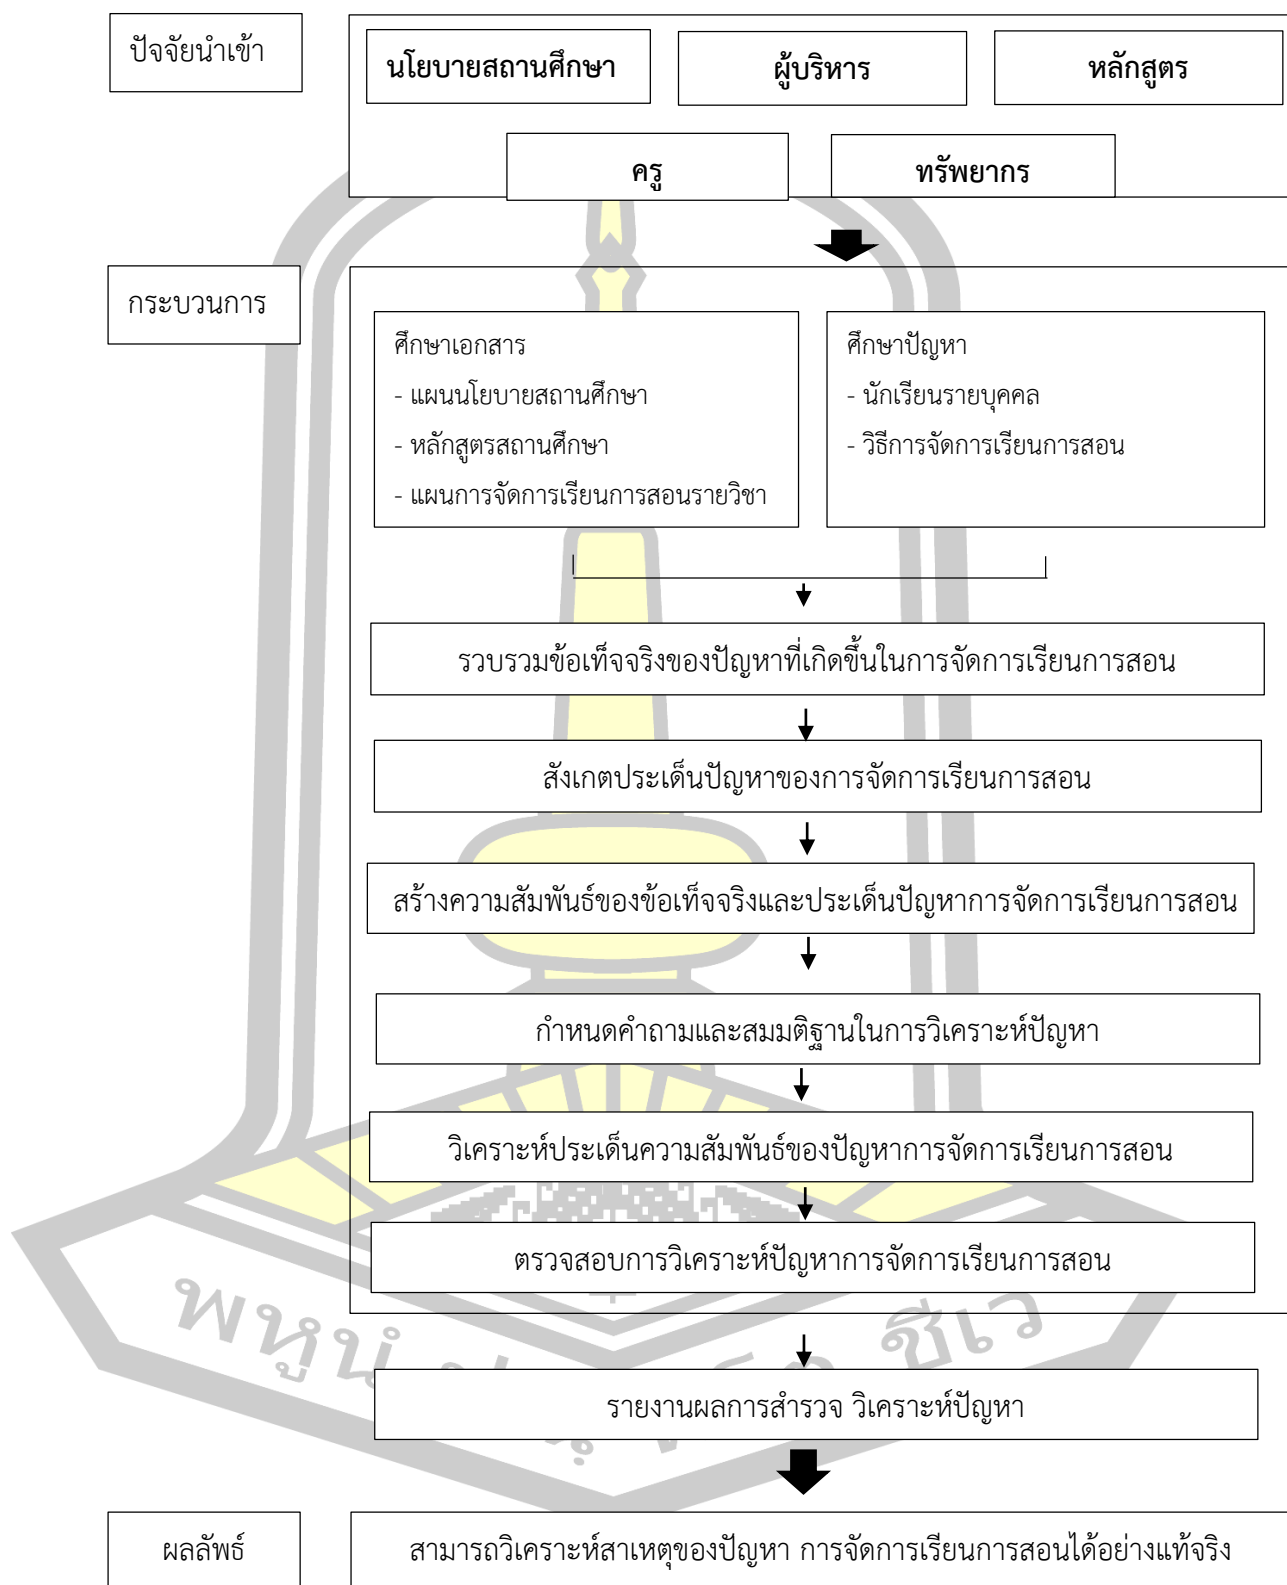 ปัจจัยนำเข้า
นโยบายสถานศึกษา
ผู้บริหาร
หลักสูตร
ครู
ทรัพยากร
กระบวนการ
ศึกษาเอกสาร
- แผนนโยบายสถานศึกษา
- หลักสูตรสถานศึกษา
- แผนการจัดการเรียนการสอนรายวิชา
ศึกษาปัญหา
- นักเรียนรายบุคคล
- วิธีการจัดการเรียนการสอน
รวบรวมข้อเท็จจริงของปัญหาที่เกิดขึ้นในการจัดการเรียนการสอน
สังเกตประเด็นปัญหาของการจัดการเรียนการสอน
สร้างความสัมพันธ์ของข้อเท็จจริงและประเด็นปัญหาการจัดการเรียนการสอน
กำหนดคำถามและสมมติฐานในการวิเคราะห์ปัญหา
วิเคราะห์ประเด็นความสัมพันธ์ของปัญหาการจัดการเรียนการสอน
ตรวจสอบการวิเคราะห์ปัญหาการจัดการเรียนการสอน
พหูนํ ชีเว
รายงานผลการสำรวจ วิเคราะห์ปัญหา
ผลลัพธ์
สามารถวิเคราะห์สาเหตุของปัญหา การจัดการเรียนการสอนได้อย่างแท้จริง